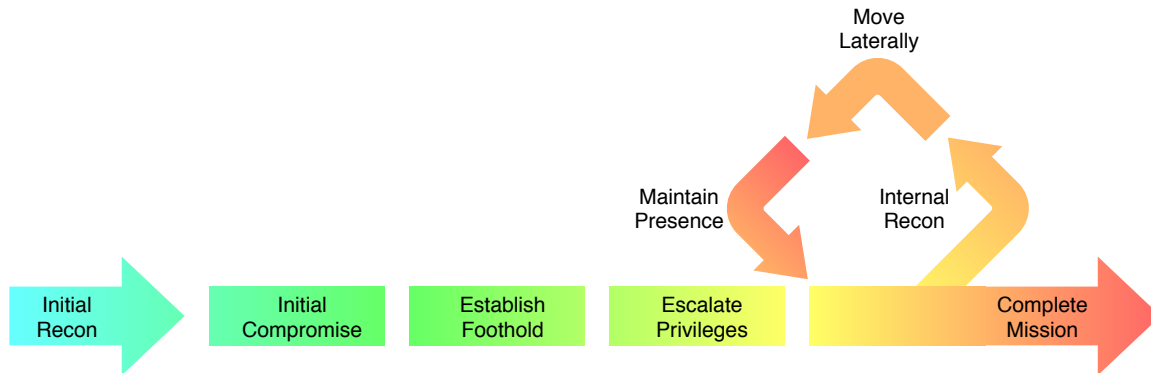 Move
Laterally
Maintain
Presence
Internal
Recon
Initial
Recon
Initial
Compromise
Establish
Foothold
Escalate
Privileges
Complete
Mission